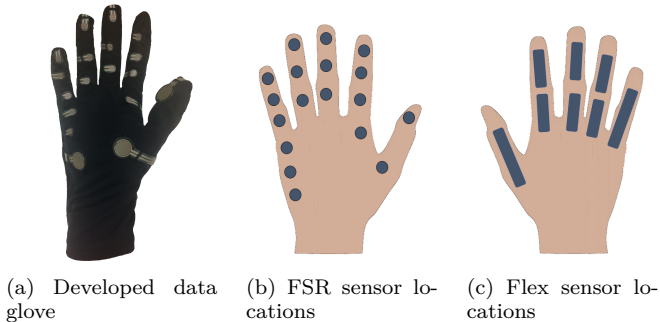 (a) Developed data glove
(b) FSR sensor lo-
cations
(c) Flex sensor lo-
cations